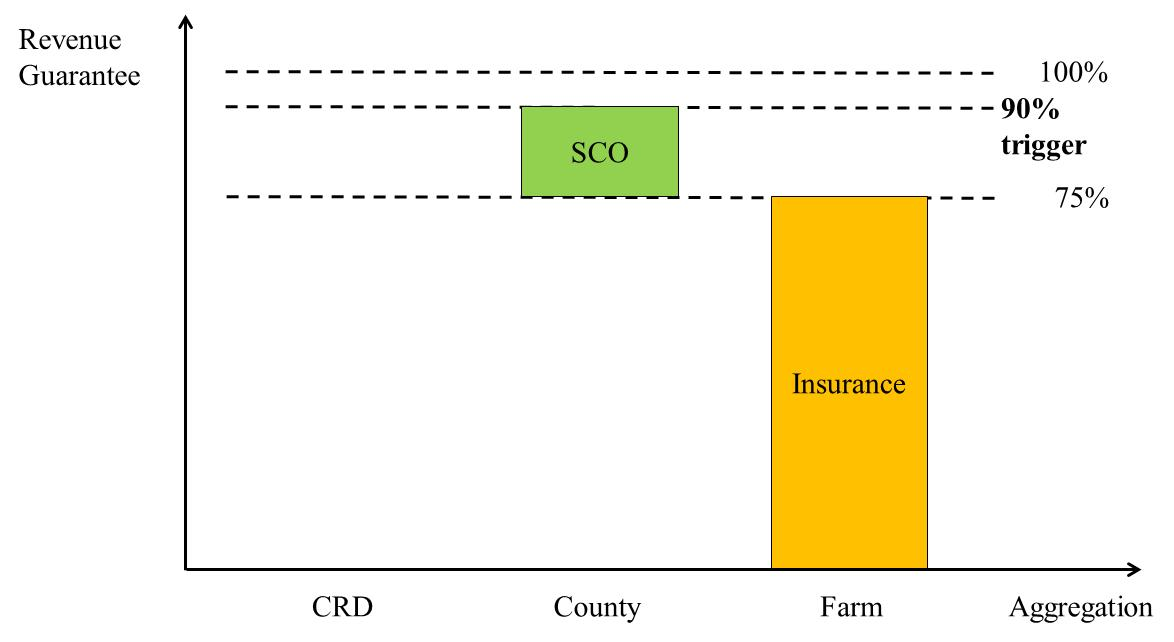 Revenue
Guarantee
100%
90%
trigger
SCO
75%
Insurance
CRD
County
Farm
Aggregation